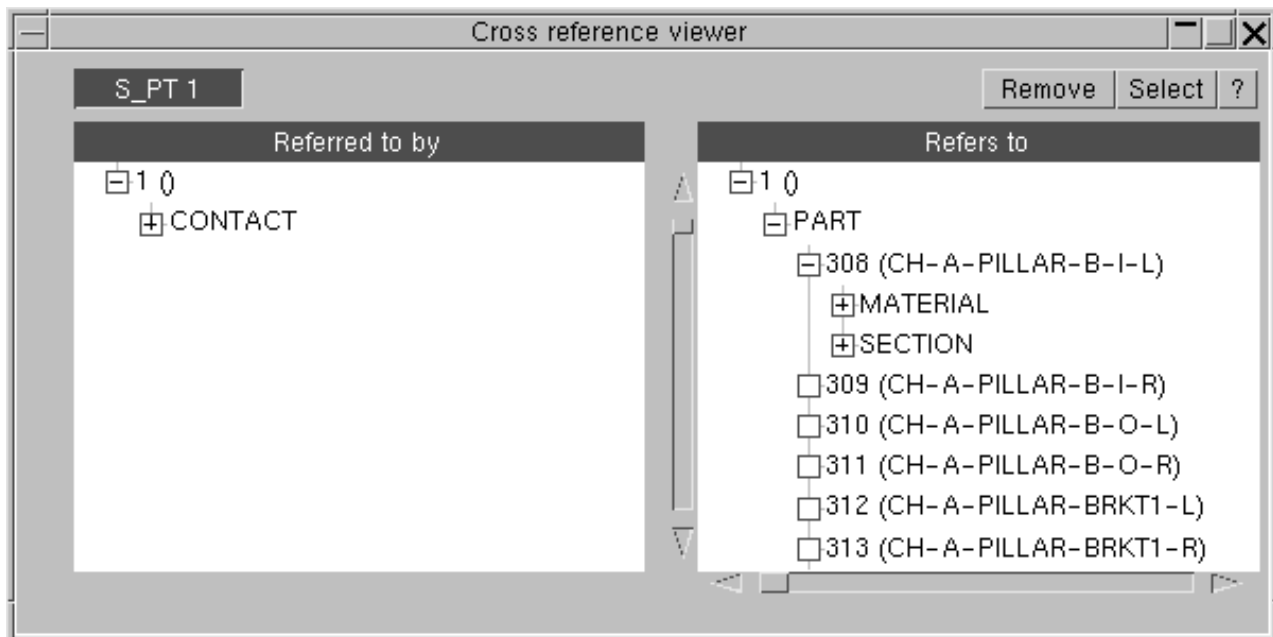 Cross reference viewer
S_PT 1
Remove Select ?
Referred to by
1 ()
CONTACT
Refers to
1 ()
PART
308 (CH-A-PILLAR-B-I-L)
MATERIAL
SECTION
309 (CH-A-PILLAR-B-I-R)
310 (CH-A-PILLAR-B-O-L)
311 (CH-A-PILLAR-B-O-R)
312 (CH-A-PILLAR-BRKT1-L)
313 (CH-A-PILLAR-BRKT1-R)